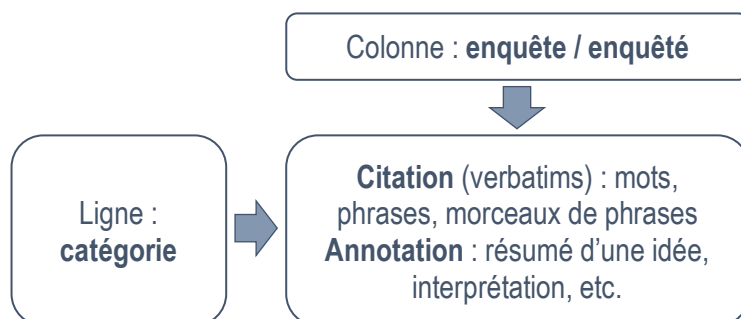 Colonne : enquête / enquêté
Ligne :
catégorie
Citation (verbatims) : mots,
phrases, morceaux de phrases
Annotation : résumé d’une idée,
interprétation, etc.